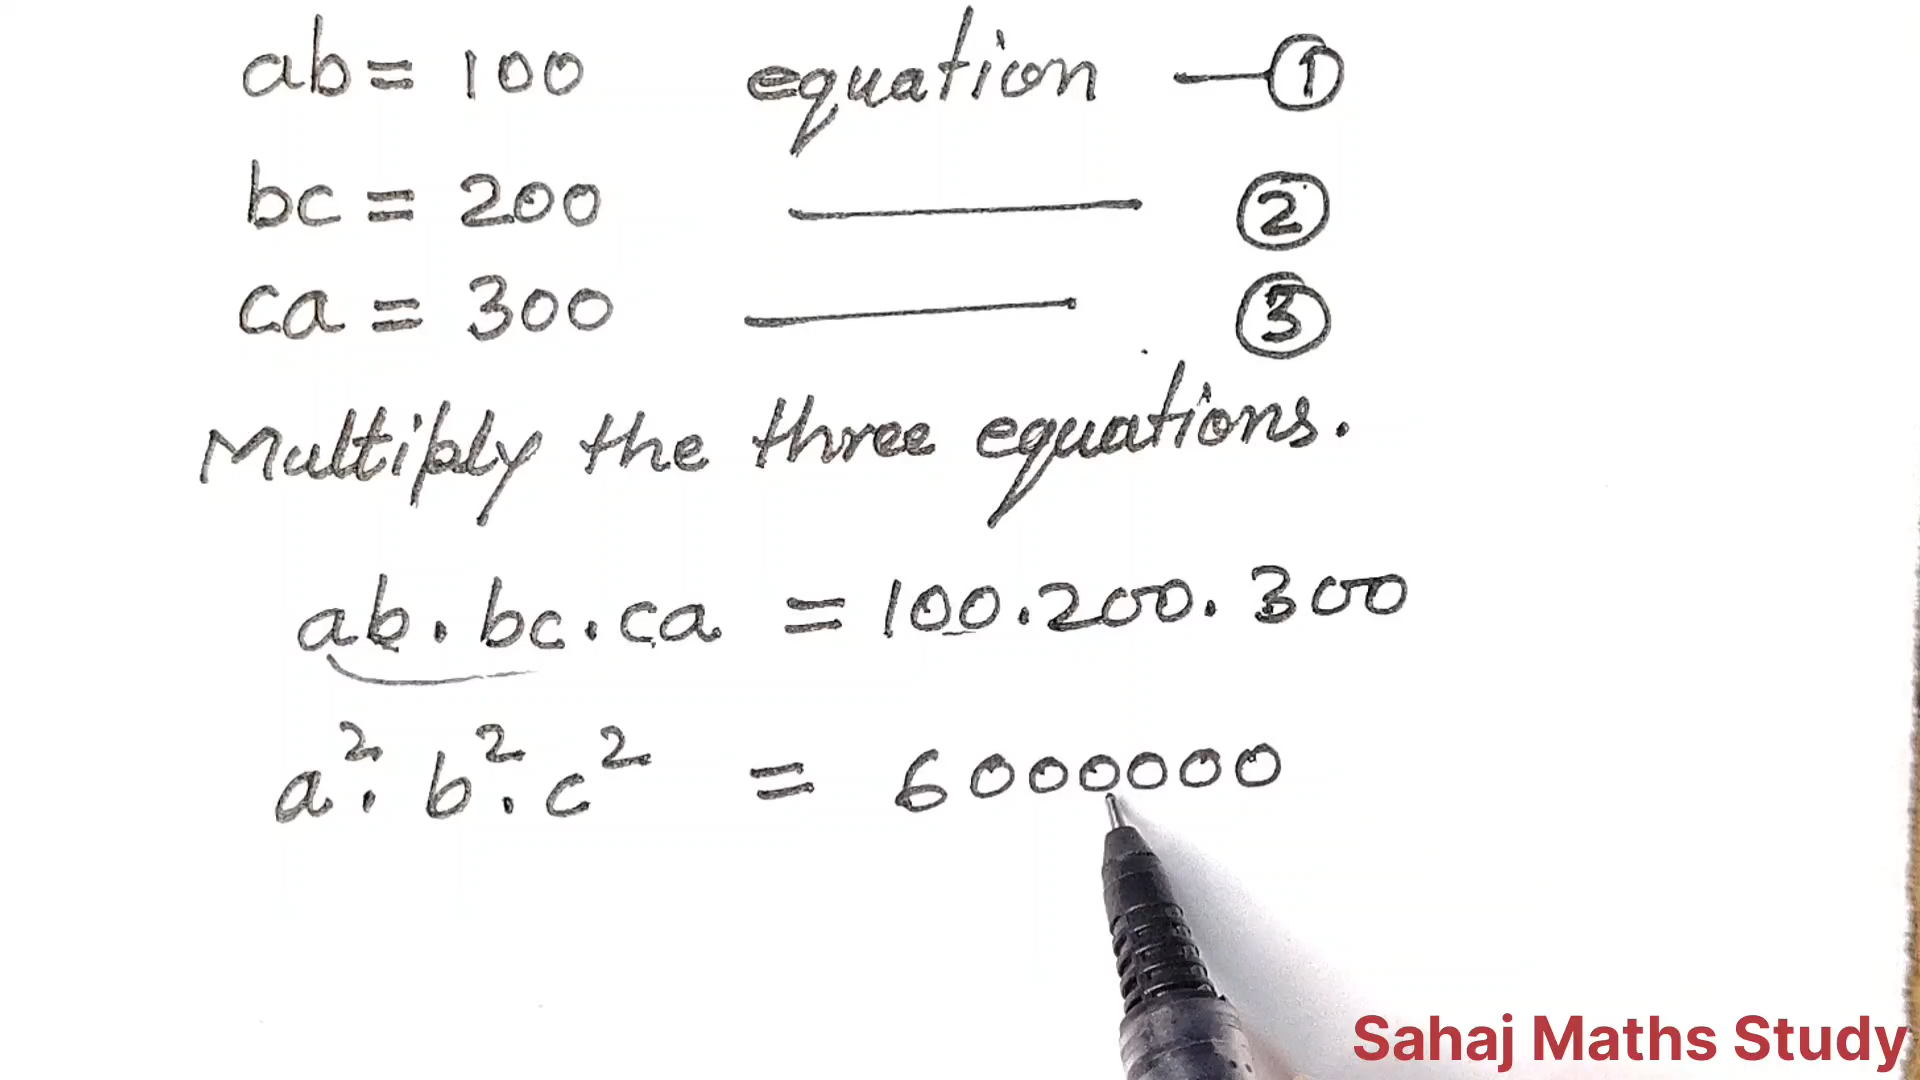 ab = 100 equation — ①
bc = 200 — ②
ca = 300 — ③
Multiply the three equations.
ab . bc . ca = 100 . 200 . 300
a² . b² . c² = 6000000
Sahaj Maths Study